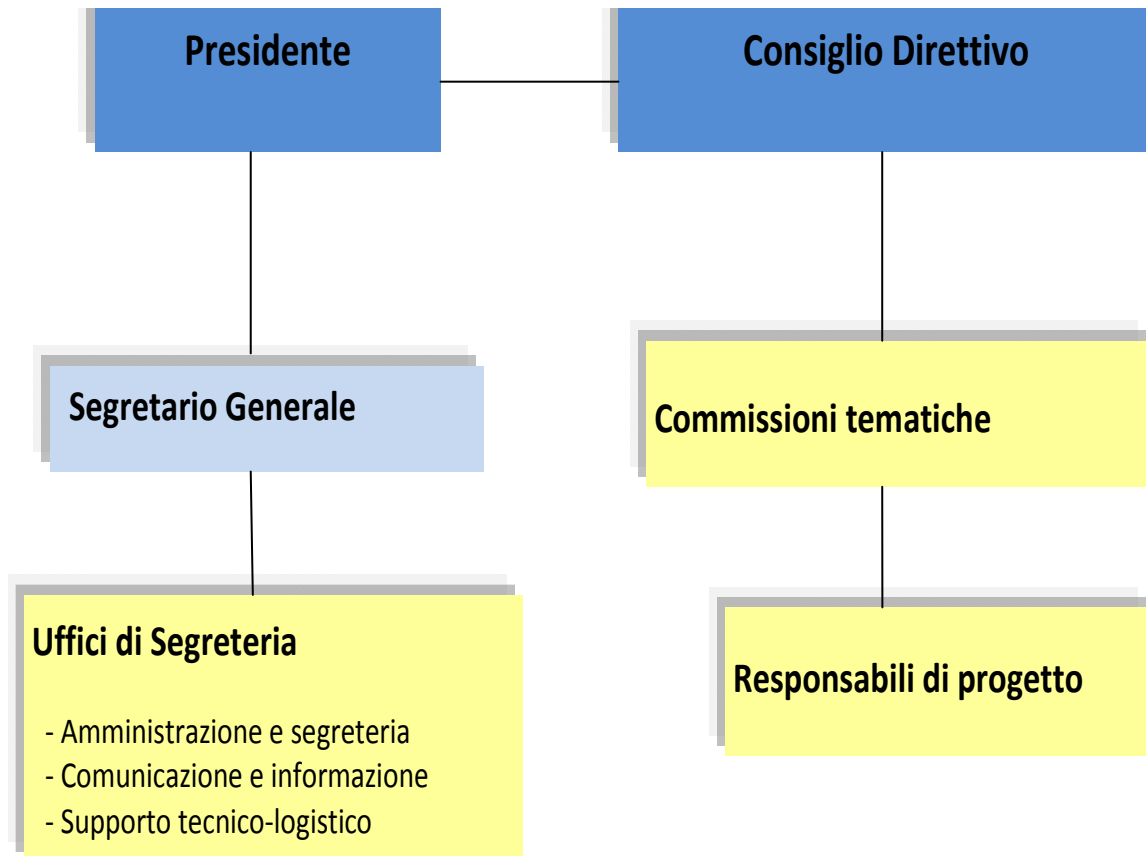 Presidente
Consiglio Direttivo
Segretario Generale
Commissioni tematiche
Uffici di Segreteria
- Amministrazione e segreteria
- Comunicazione e informazione
- Supporto tecnico-logistico
Responsabili di progetto